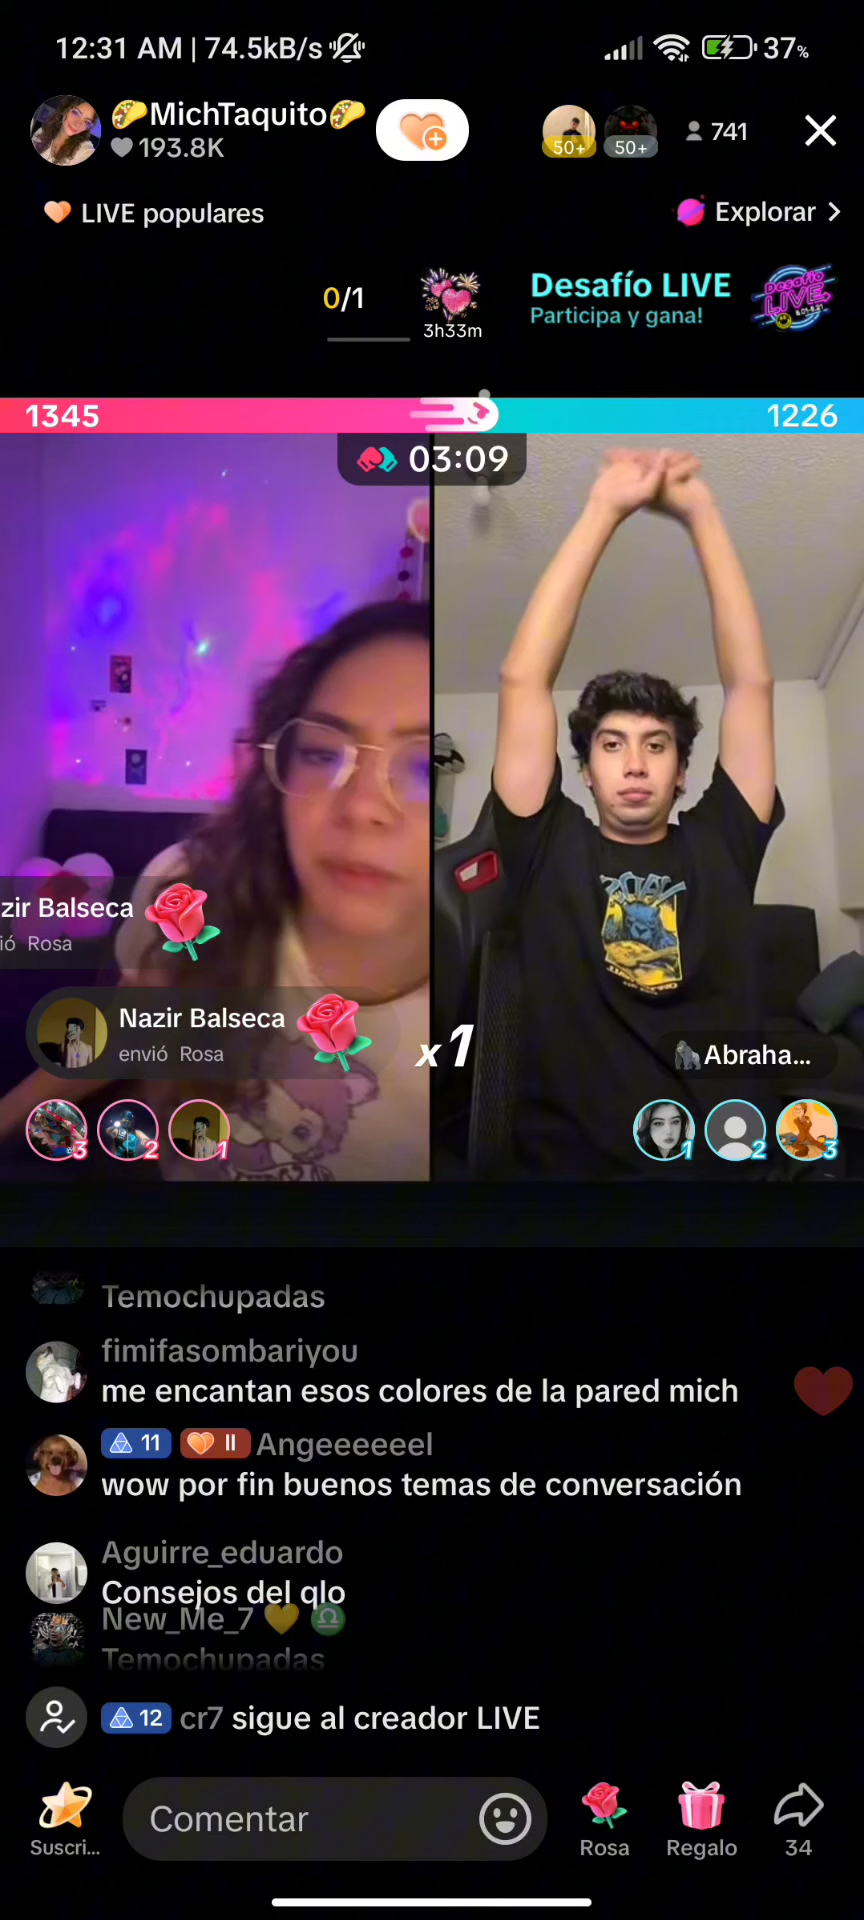 12:31 AM | 74.5kB/s
37%
MichTaquito
193.8K
50+
50+
741
LIVE populares
Explorar
0/1
3h33m
Desafío LIVE
Participa y gana!
Desafío
LIVE
1345
1226
03:09
zir Balseca
ió Rosa
Nazir Balseca
envió Rosa
x1
Abraha...
3
2
1
1
2
3
Temochupadas
fimifasombariyou
me encantan esos colores de la pared mich
11 II Angeeeeeel
wow por fin buenos temas de conversación
Aguirre_eduardo
Consejos del qlo
New_Me_7
Temochupadas
12 cr7 sigue al creador LIVE
Suscri...
Comentar
Rosa
Regalo
34